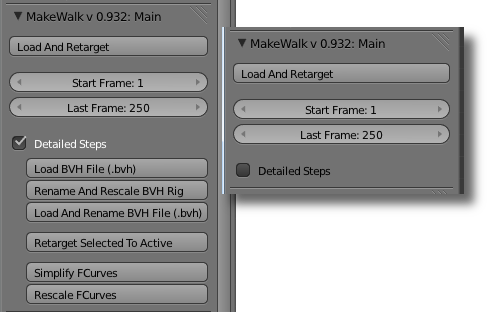 MakeWalk v 0.932: Main
Load And Retarget
Start Frame: 1
Last Frame: 250
Detailed Steps
Load BVH File (.bvh)
Rename And Rescale BVH Rig
Load And Rename BVH File (.bvh)
Retarget Selected To Active
Simplify FCurves
Rescale FCurves
MakeWalk v 0.932: Main
Load And Retarget
Start Frame: 1
Last Frame: 250
Detailed Steps